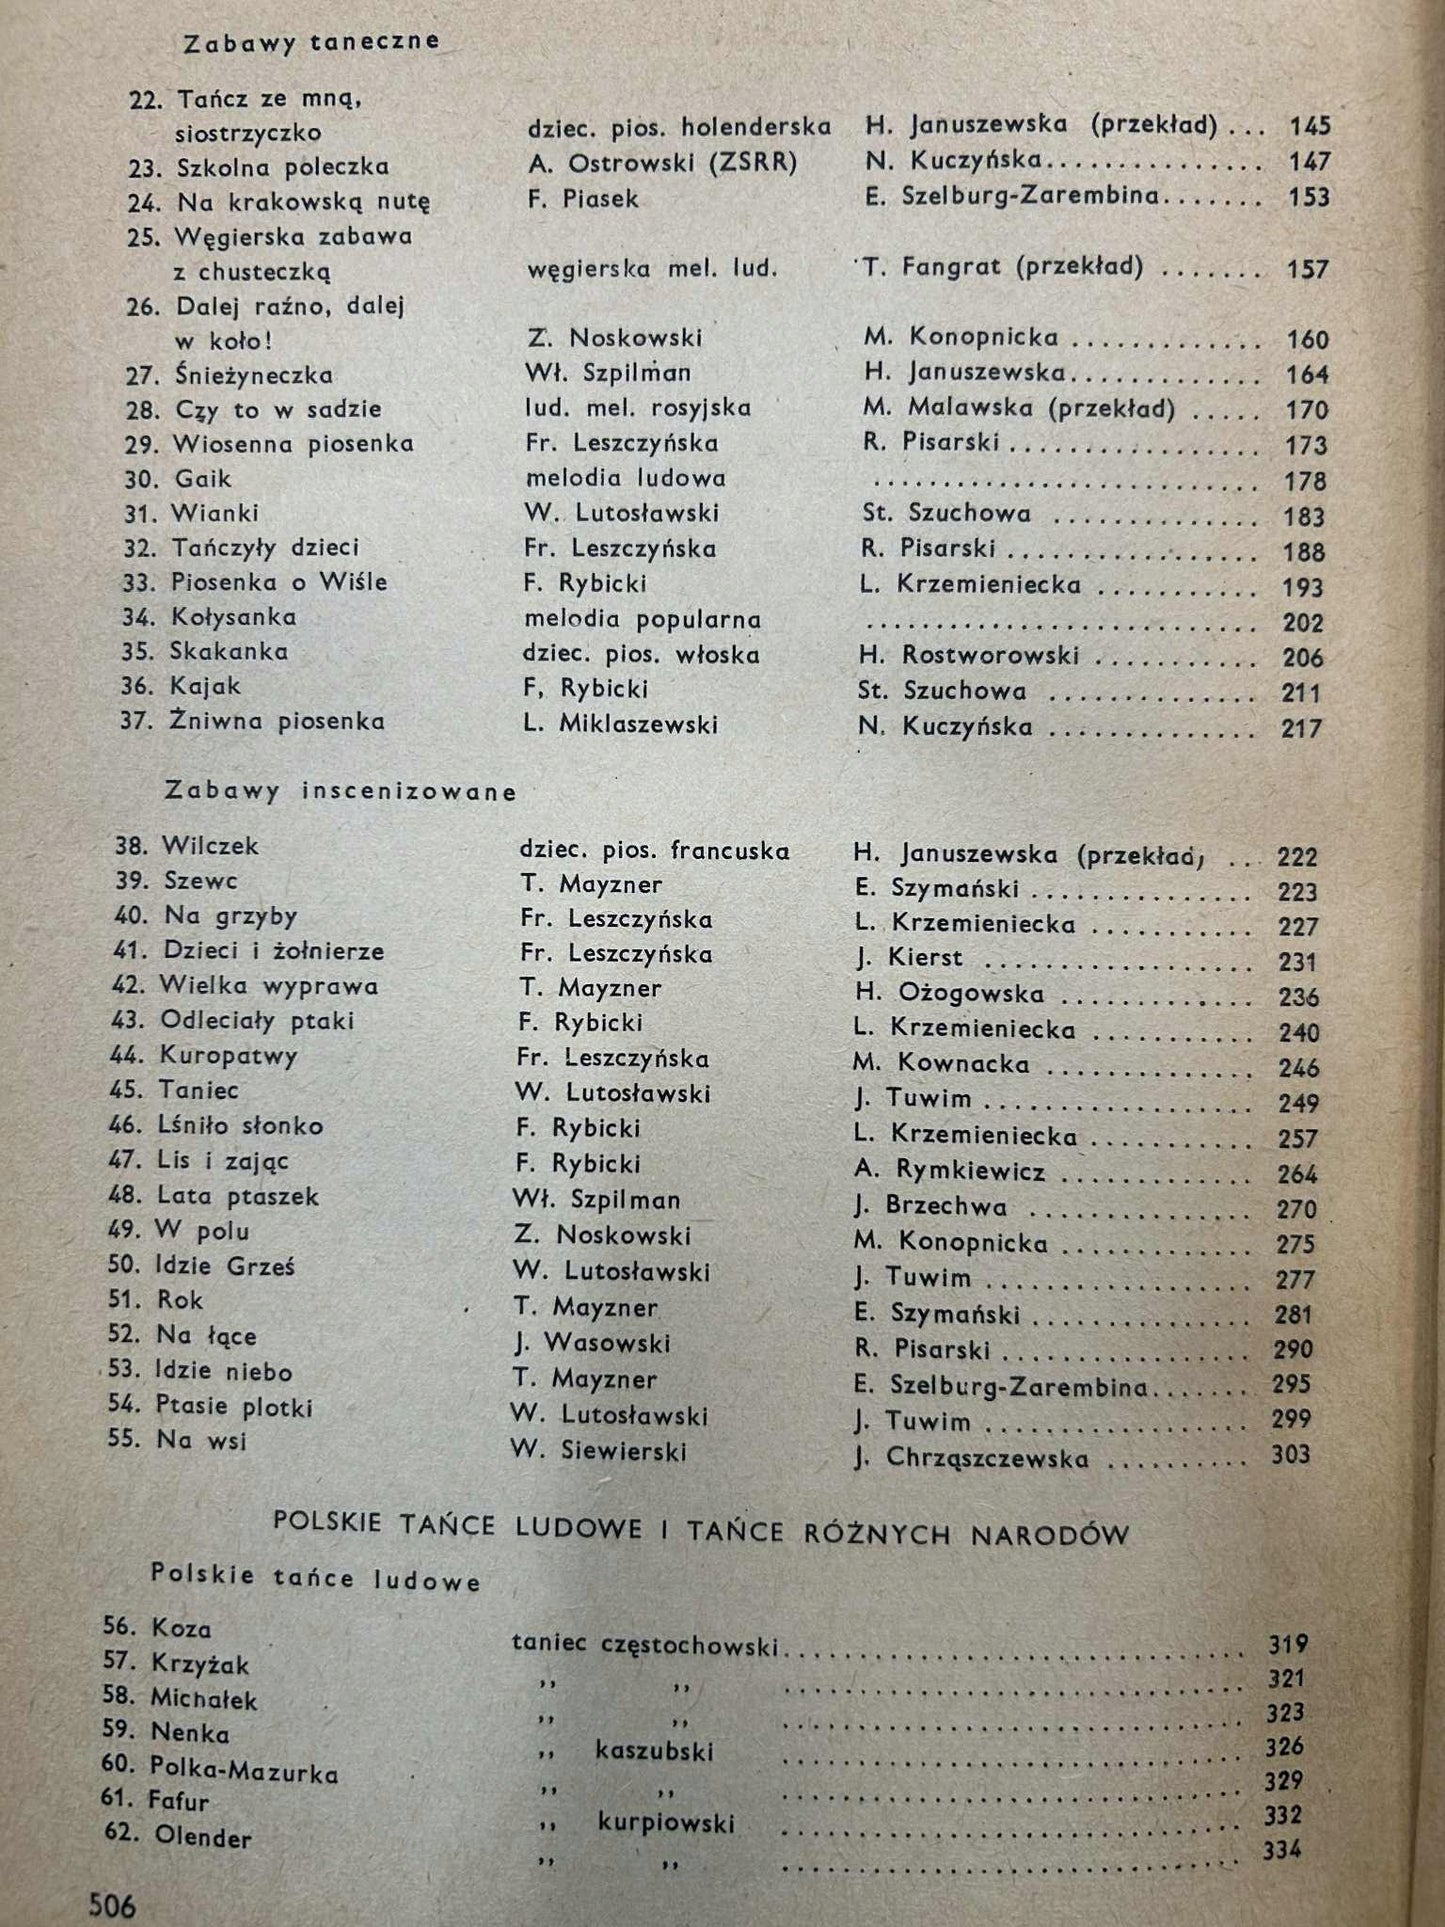 Zabawy taneczne
22. Tańcz ze mną,
siostrzyczko dziec. pios. holenderska H. Januszewska (przekład) ... 145
23. Szkolna poleczka A. Ostrowski (ZSRR) N. Kuczyńska............... 147
24. Na krakowską nutę F. Piasek E. Szelburg-Zarembina....... 153
25. Węgierska zabawa
z chusteczką węgierska mel. lud. T. Fangrat (przekład) ....... 157
26. Dalej raźno, dalej
w koło! Z. Noskowski M. Konopnicka ............. 160
27. Śnieżyneczka Wł. Szpilman H. Januszewska............. 164
28. Czy to w sadzie lud. mel. rosyjska M. Malawska (przekład) ..... 170
29. Wiosenna piosenka Fr. Leszczyńska R. Pisarski................. 173
30. Gaik melodia ludowa ............................ 178
31. Wianki W. Lutosławski St. Szuchowa .............. 183
32. Tańczyły dzieci Fr. Leszczyńska R. Pisarski................. 188
33. Piosenka o Wiśle F. Rybicki L. Krzemieniecka ........... 193
34. Kołysanka melodia popularna ............................ 202
35. Skakanka dziec. pios. włoska H. Rostworowski ........... 206
36. Kajak F, Rybicki St. Szuchowa .............. 211
37. Żniwna piosenka L. Miklaszewski N. Kuczyńska .............. 217
Zabawy inscenizowane
38. Wilczek dziec. pios. francuska H. Januszewska (przekład) ... 222
39. Szewc T. Mayzner E. Szymański ............... 223
40. Na grzyby Fr. Leszczyńska L. Krzemieniecka ........... 227
41. Dzieci i żołnierze Fr. Leszczyńska J. Kierst .................. 231
42. Wielka wyprawa T. Mayzner H. Ożogowska ............. 236
43. Odleciały ptaki F. Rybicki L. Krzemieniecka ........... 240
44. Kuropatwy Fr. Leszczyńska M. Kownacka .............. 246
45. Taniec W. Lutosławski J. Tuwim .................. 249
46. Lśniło słonko F. Rybicki L. Krzemieniecka ........... 257
47. Lis i zając F. Rybicki A. Rymkiewicz ............. 264
48. Lata ptaszek Wł. Szpilman J. Brzechwa ............... 270
49. W polu Z. Noskowski M. Konopnicka ............. 275
50. Idzie Grześ W. Lutosławski J. Tuwim .................. 277
51. Rok T. Mayzner E. Szymański ............... 281
52. Na łące J. Wasowski R. Pisarski ................. 290
53. Idzie niebo T. Mayzner E. Szelburg-Zarembina....... 295
54. Ptasie plotki W. Lutosławski J. Tuwim .................. 299
55. Na wsi W. Siewierski J. Chrząszczewska .......... 303
POLSKIE TAŃCE LUDOWE I TAŃCE RÓŻNYCH NARODÓW
Polskie tańce ludowe
56. Koza taniec częstochowski............................... 319
57. Krzyżak ,, ,, ............................... 321
58. Michałek ,, ,, ............................... 323
59. Nenka ,, kaszubski ............................... 326
60. Polka-Mazurka ,, ,, ............................... 329
61. Fafur ,, kurpiowski ............................... 332
62. Olender ,, ,, ............................... 334
506